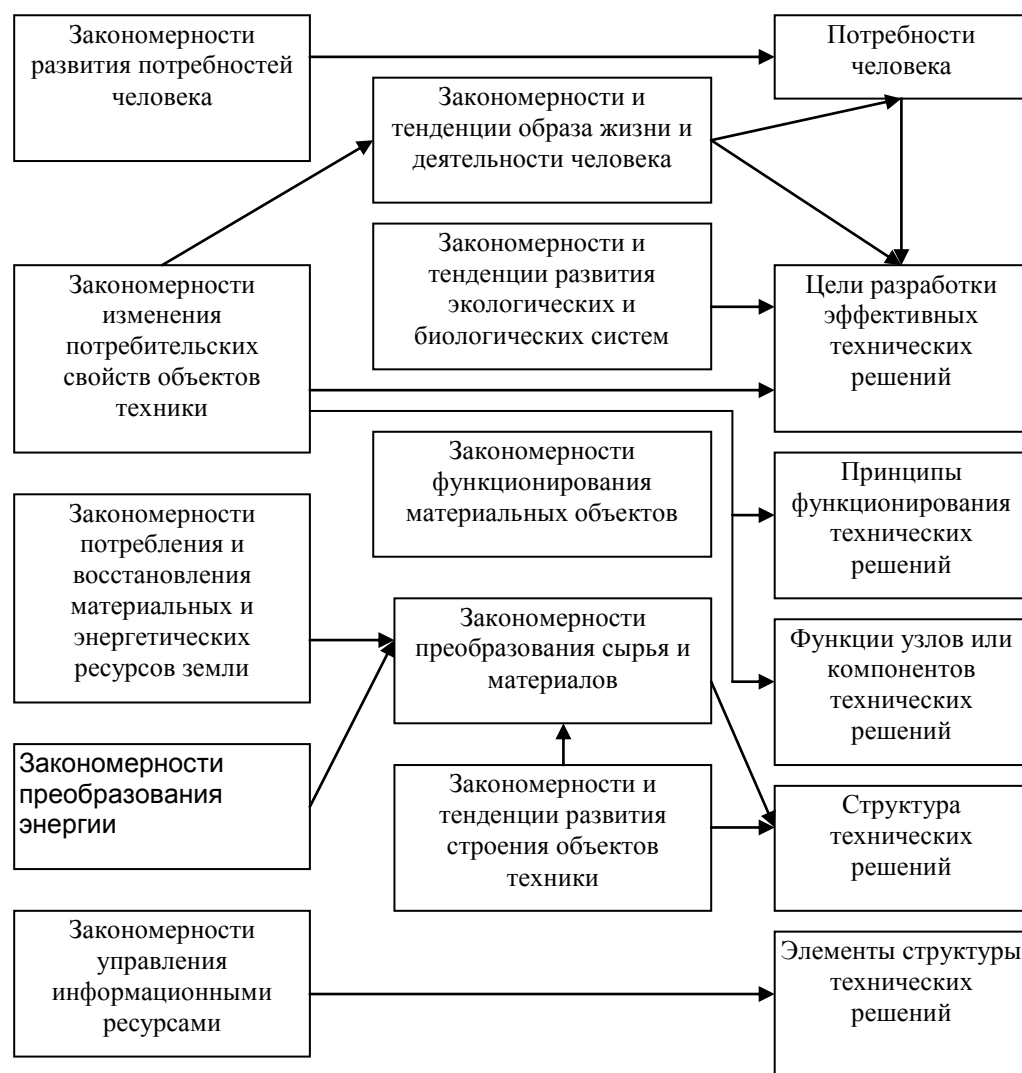 Закономерности
развития потребностей
человека
Потребности
человека
Закономерности и
тенденции образа жизни и
деятельности человека
Закономерности и
тенденции развития
экологических и
биологических систем
Закономерности
изменения
потребительских
свойств объектов
техники
Цели разработки
эффективных
технических
решений
Закономерности
функционирования
материальных объектов
Принципы
функционирования
технических
решений
Закономерности
потребления и
восстановления
материальных и
энергетических
ресурсов земли
Закономерности
преобразования сырья и
материалов
Функции узлов или
компонентов
технических
решений
Закономерности
преобразования
энергии
Закономерности и
тенденции развития
строения объектов
техники
Структура
технических
решений
Закономерности
управления
информационными
ресурсами
Элементы структуры
технических
решений